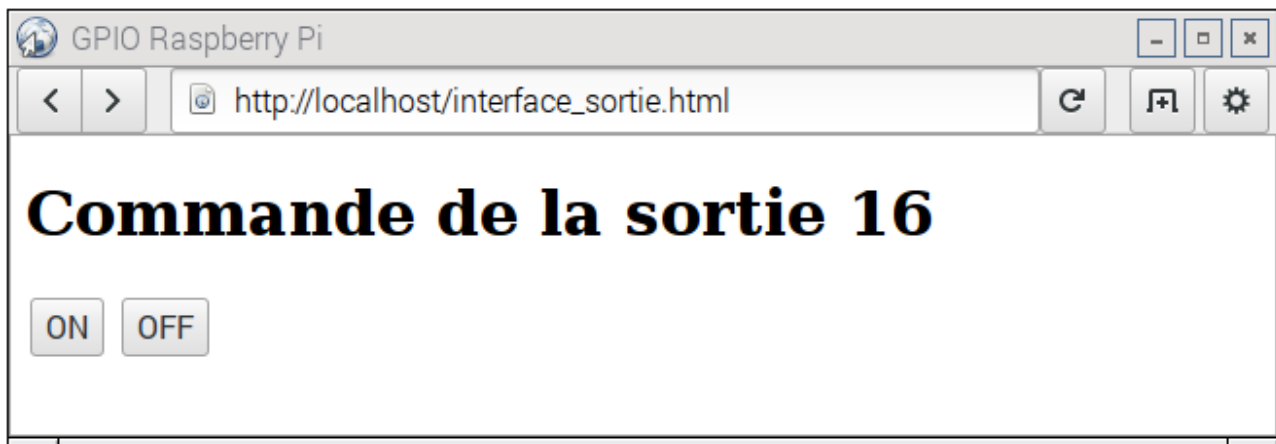 GPIO Raspberry Pi
http://localhost/interface_sortie.html
Commande de la sortie 16
ON OFF